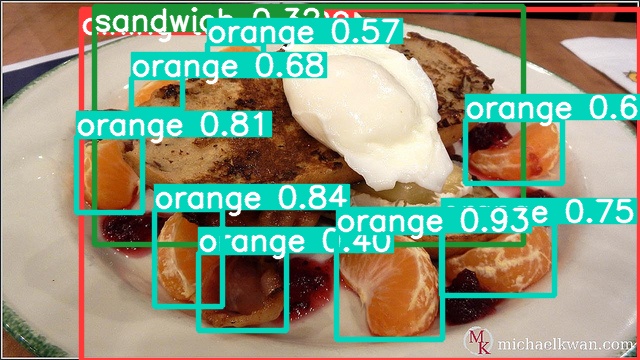 sandwich 0.32
orange 0.57
orange 0.68
orange 0.6
orange 0.81
orange 0.84
orange 0.93
0.75
orange 0.40
MK michaelkwan.com